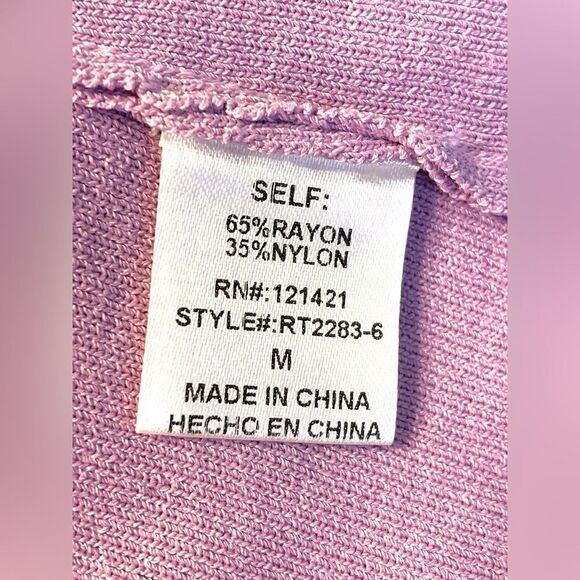 SELF:
65%RAYON
35%NYLON
RN#:121421
STYLE#:RT2283-6
M
MADE IN CHINA
HECHO EN CHINA